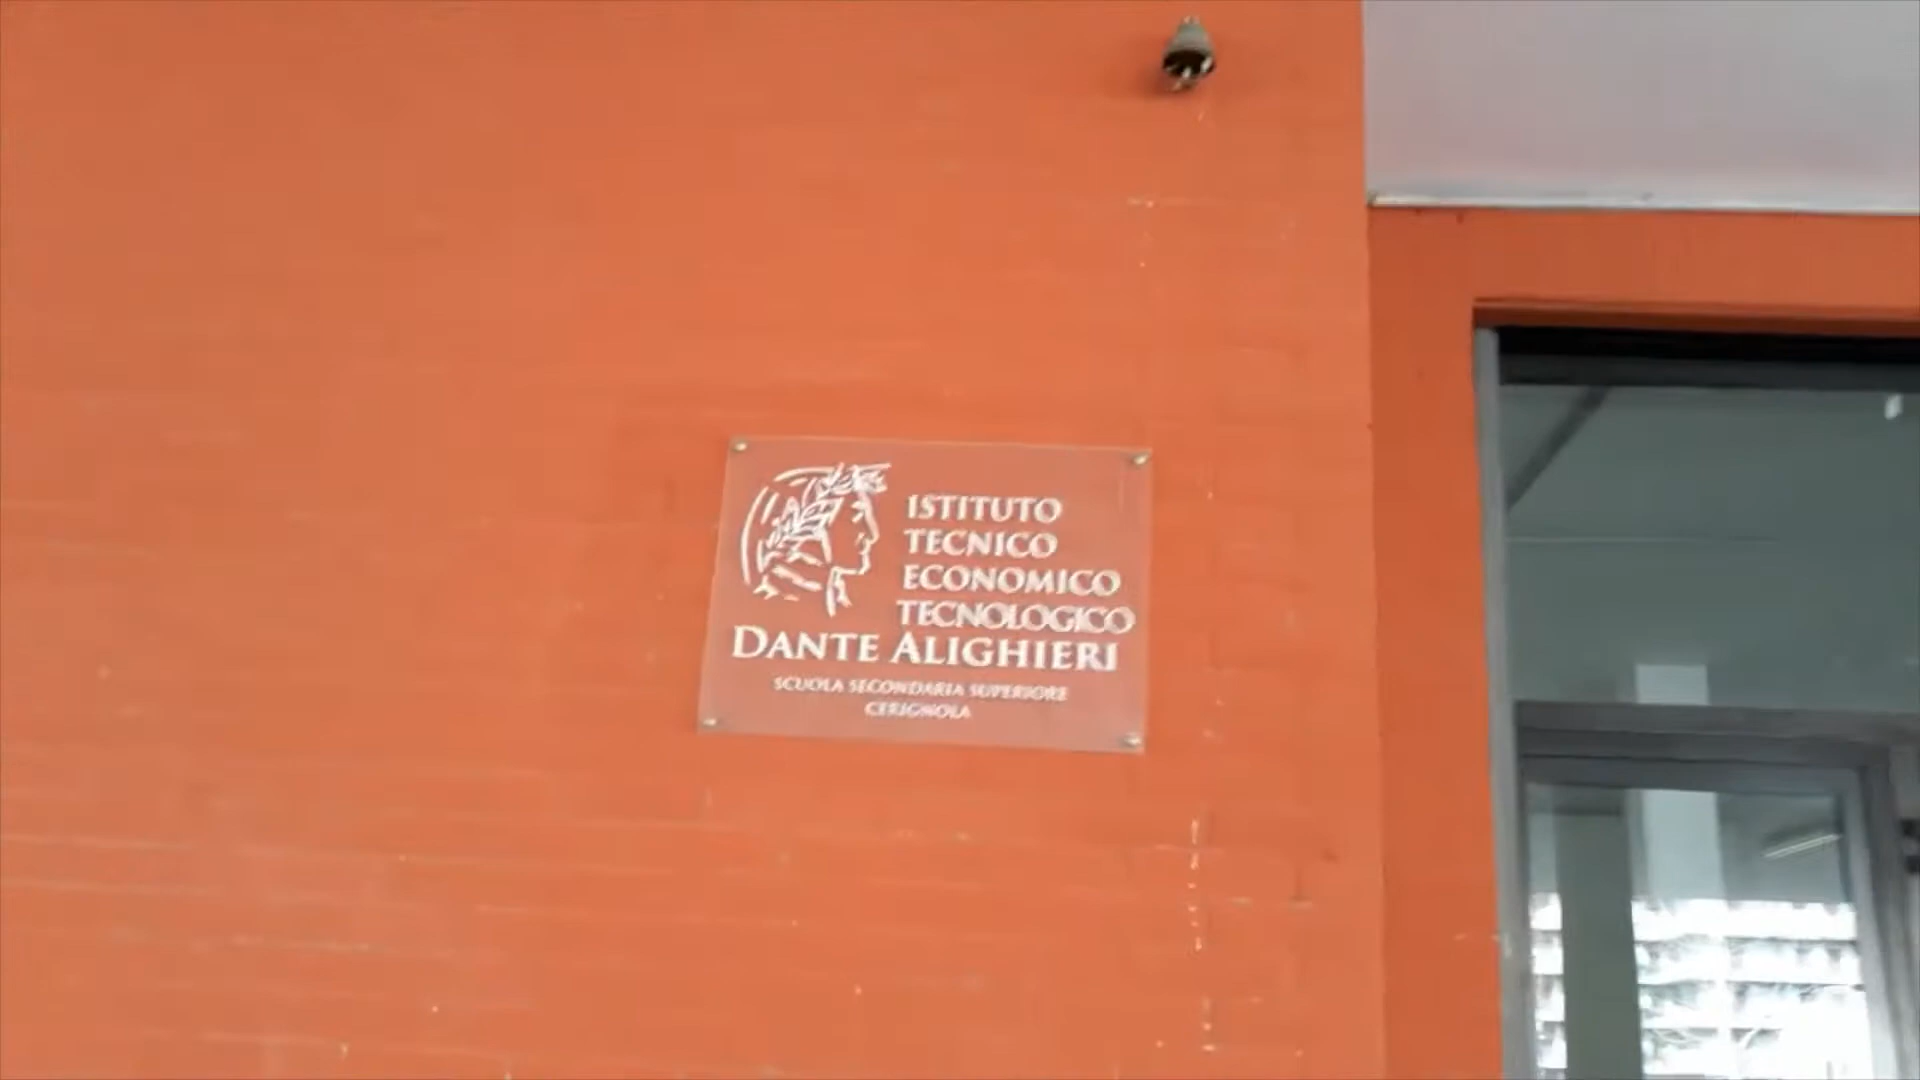 ISTITUTO
TECNICO
ECONOMICO
TECNOLOGICO
DANTE ALIGHIERI
SCUOLA SECONDARIA SUPERIORE
CERIGNOLA